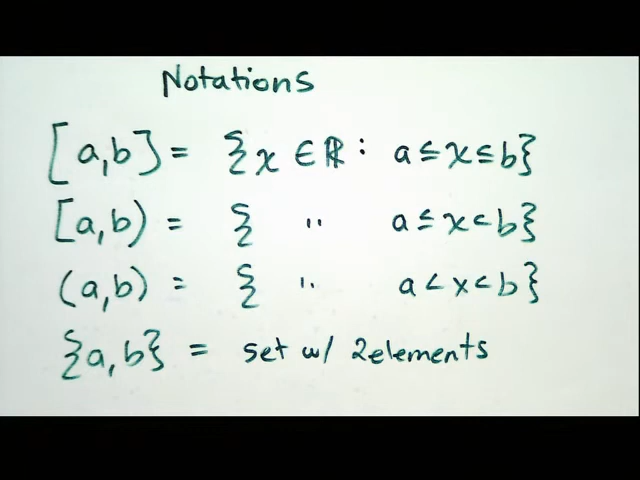 Notations
[a,b] = {x ∈ ℝ : a ≤ x ≤ b}
[a,b) = { " a ≤ x < b}
(a,b) = { " a < x < b}
{a,b} = set w/ 2elements